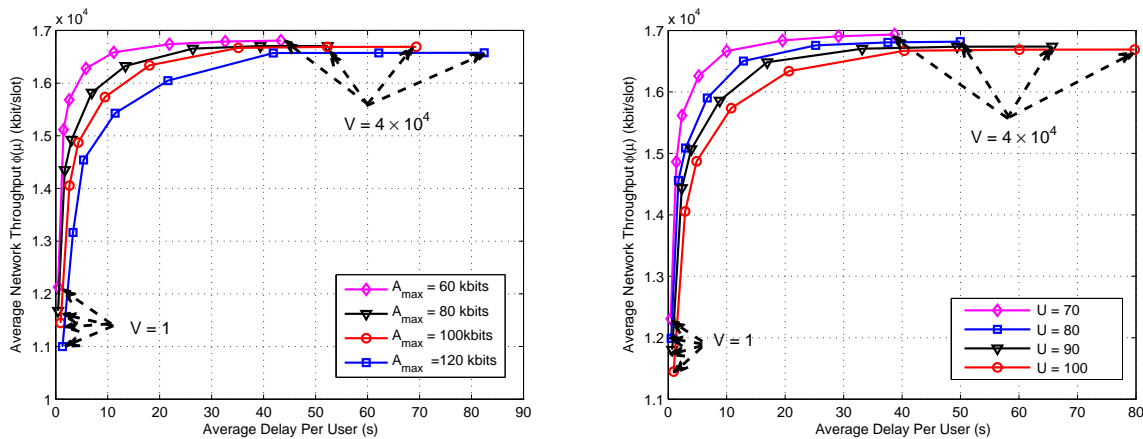 1.7 x 10^4
1.6
1.5
1.4
1.3
1.2
1.1
1
Average Network Throughput ϕ(μ) (kbit/slot)
V = 4 × 10^4
V = 1
A_max = 60 kbits
A_max = 80 kbits
A_max = 100kbits
A_max =120 kbits
0 10 20 30 40 50 60 70 80 90
Average Delay Per User (s)
x 10^4
1.7
1.6
1.5
1.4
1.3
1.2
1.1
Average Network Throughput ϕ(μ) (kbit/slot)
V = 4 × 10^4
V = 1
U = 70
U = 80
U = 90
U = 100
0 10 20 30 40 50 60 70 80
Average Delay Per User (s)